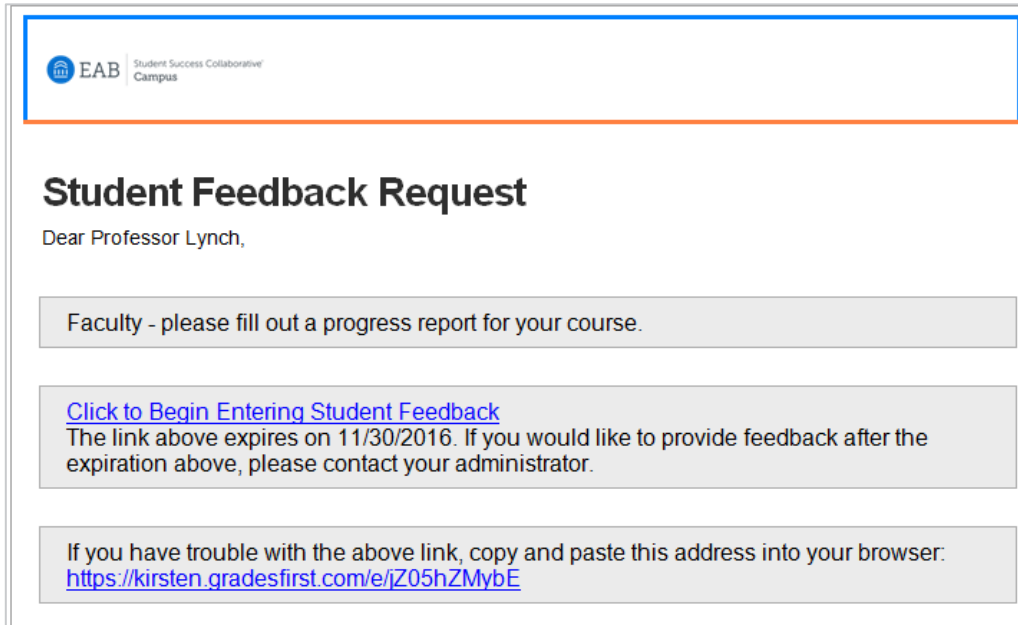 EAB
Student Success Collaborative
Campus
Student Feedback Request
Dear Professor Lynch,
Faculty - please fill out a progress report for your course.
Click to Begin Entering Student Feedback
The link above expires on 11/30/2016. If you would like to provide feedback after the
expiration above, please contact your administrator.
If you have trouble with the above link, copy and paste this address into your browser:
https://kirsten.gradesfirst.com/e/jZ05hZMybE